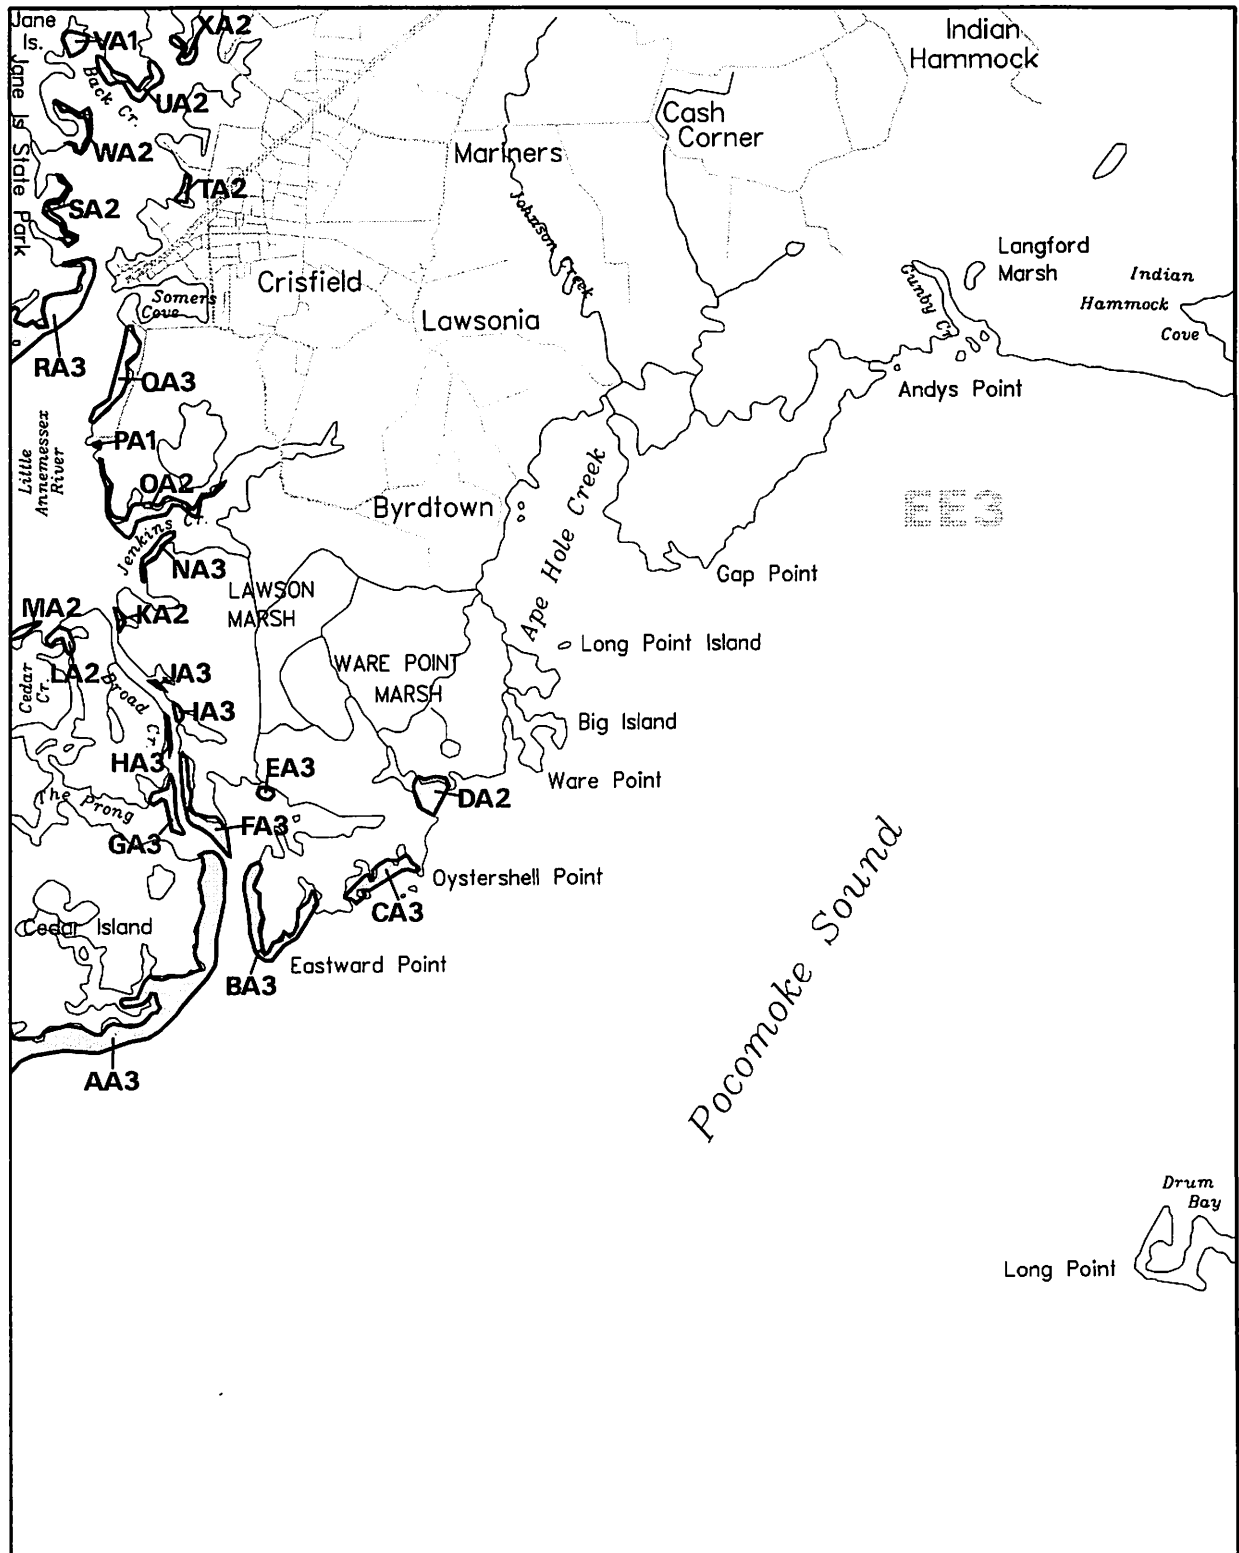 Jane
Is.
VA1
XA2
Indian
Hammock
Jane Is State Park
Back Cr.
UA2
Cash
Corner
WA2
Mariners
TA2
SA2
Johnson Creek
Langford
Marsh
Indian
Hammock
Cove
Gunby Cr.
Crisfield
Somers
Cove
Lawsonia
RA3
QA3
Andys Point
Little
Annemessex
River
PA1
OA2
Byrdtown
Ape Hole Creek
EE3
Jenkins Cr.
NA3
Gap Point
LAWSON
MARSH
MA2
KA2
Long Point Island
Cedar
Cr.
LA2
Broad Cr.
JA3
WARE POINT
MARSH
IA3
Big Island
HA3
EA3
Ware Point
The Prong
DA2
GA3
FA3
Oystershell Point
CA3
Cedar Island
Eastward Point
BA3
Pocomoke Sound
AA3
Drum
Bay
Long Point